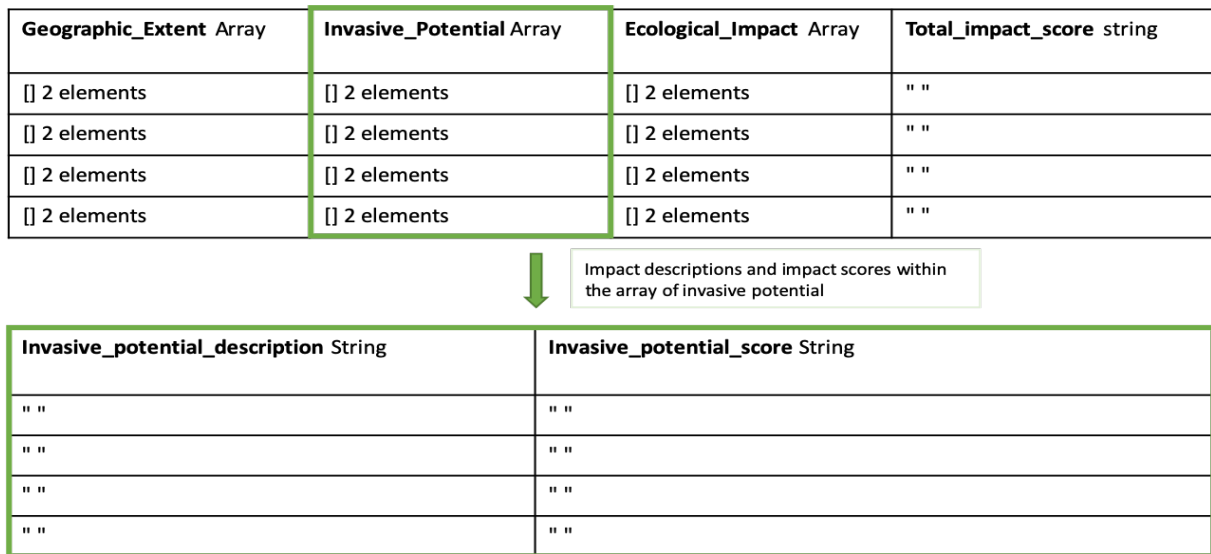 Geographic_Extent Array Invasive_Potential Array Ecological_Impact Array Total_impact_score string
[] 2 elements [] 2 elements [] 2 elements " "
[] 2 elements [] 2 elements [] 2 elements " "
[] 2 elements [] 2 elements [] 2 elements " "
[] 2 elements [] 2 elements [] 2 elements " "
Impact descriptions and impact scores within
the array of invasive potential
Invasive_potential_description String Invasive_potential_score String
" " " "
" " " "
" " " "
" " " "